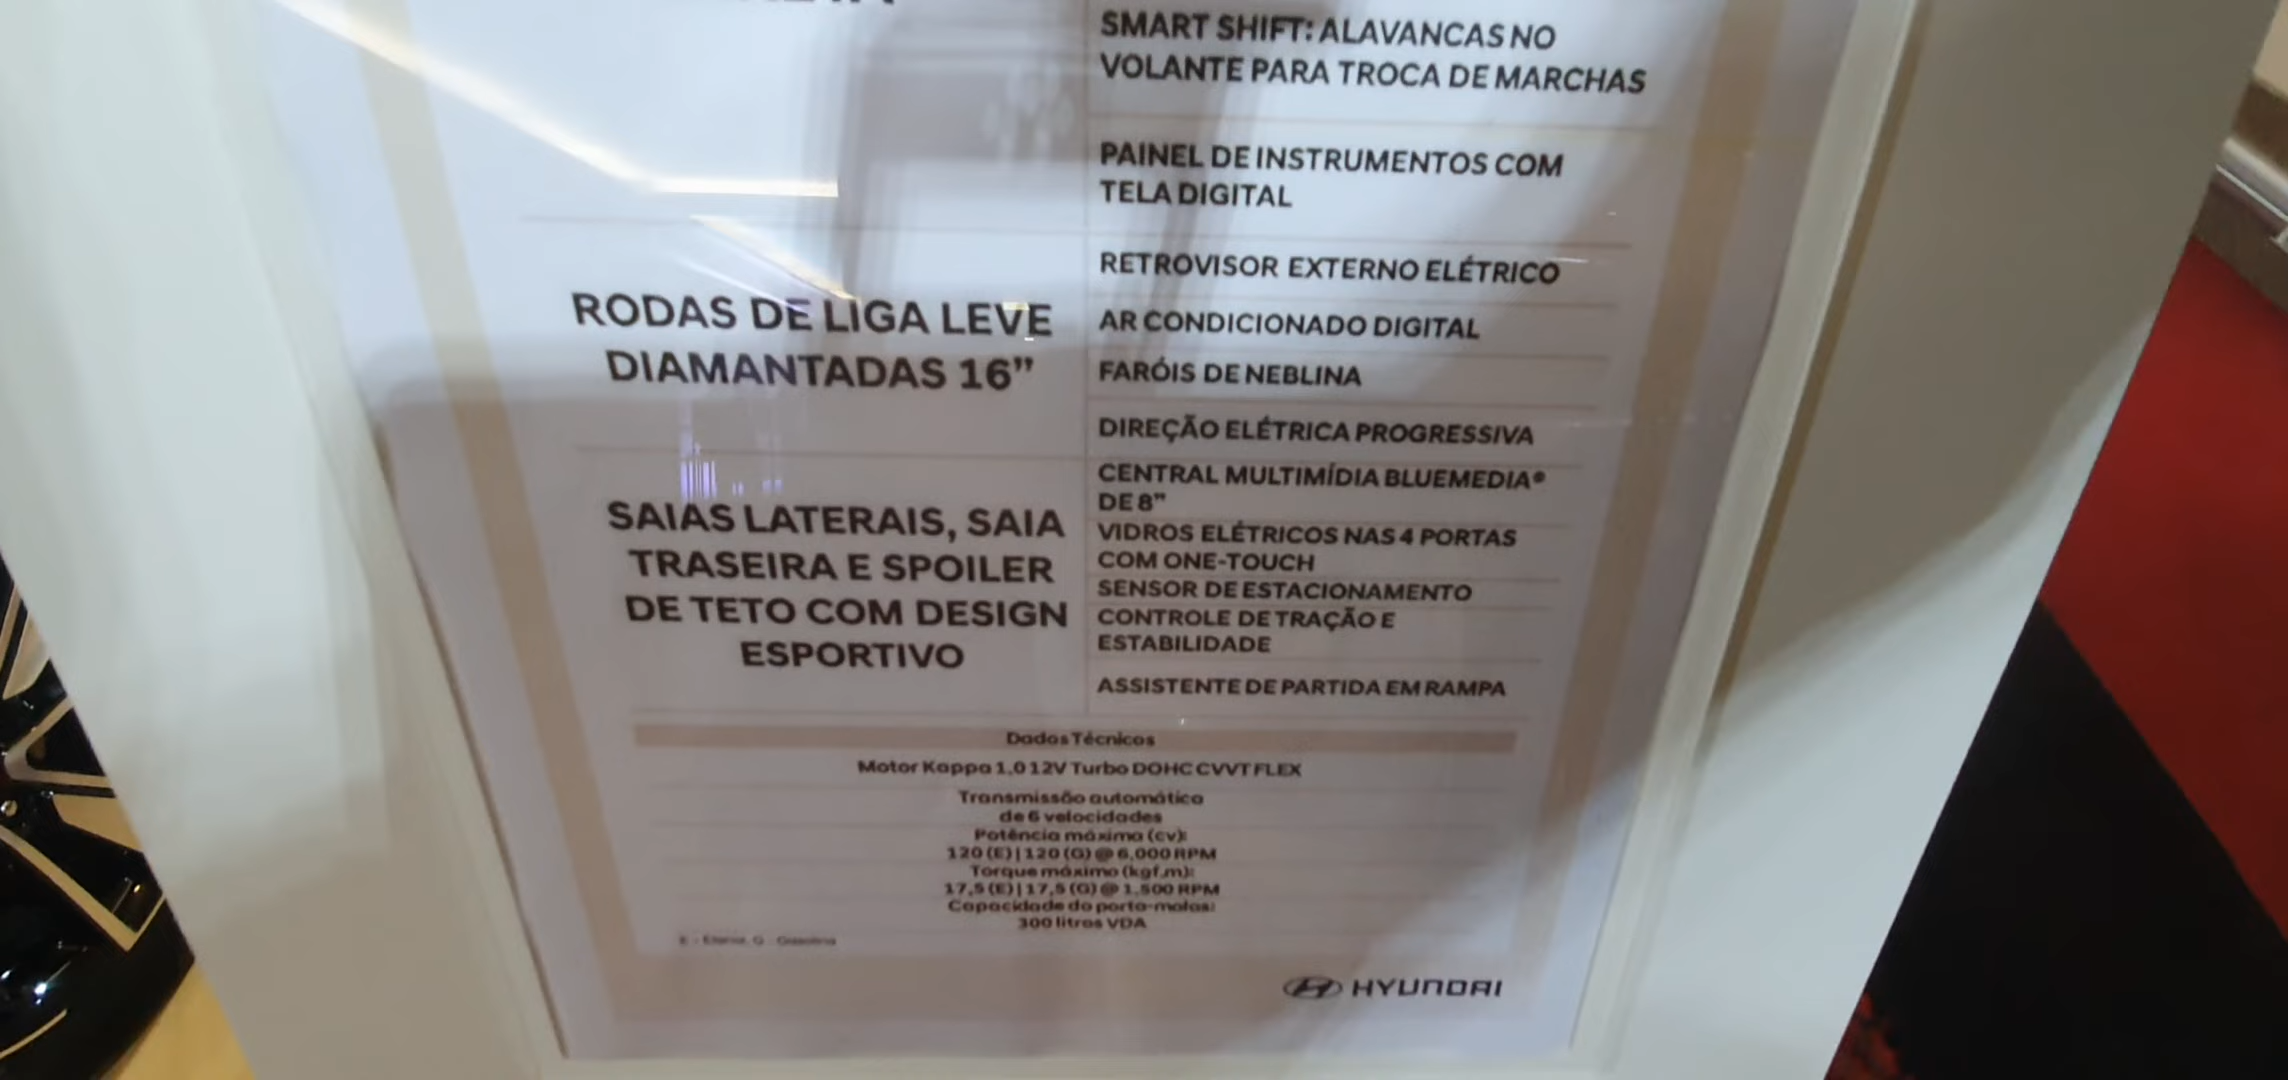 RODAS DE LIGA LEVE
DIAMANTADAS 16”
SAIAS LATERAIS, SAIA
TRASEIRA E SPOILER
DE TETO COM DESIGN
ESPORTIVO
SMART SHIFT: ALAVANCAS NO
VOLANTE PARA TROCA DE MARCHAS
PAINEL DE INSTRUMENTOS COM
TELA DIGITAL
RETROVISOR EXTERNO ELÉTRICO
AR CONDICIONADO DIGITAL
FARÓIS DE NEBLINA
DIREÇÃO ELÉTRICA PROGRESSIVA
CENTRAL MULTIMÍDIA BLUEMEDIA®
DE 8”
VIDROS ELÉTRICOS NAS 4 PORTAS
COM ONE-TOUCH
SENSOR DE ESTACIONAMENTO
CONTROLE DE TRAÇÃO E
ESTABILIDADE
ASSISTENTE DE PARTIDA EM RAMPA
Dados Técnicos
Motor Kappa 1.0 12V Turbo DOHC CVVT FLEX
Transmissão automática
de 6 velocidades
Potência máxima (cv):
120 (E) | 120 (G) @ 6.000 RPM
Torque máximo (kgf.m):
17,5 (E) | 17,5 (G) @ 1.500 RPM
Capacidade do porta-malas:
300 litros VDA
E - Etanol, G - Gasolina
HYUNDAI